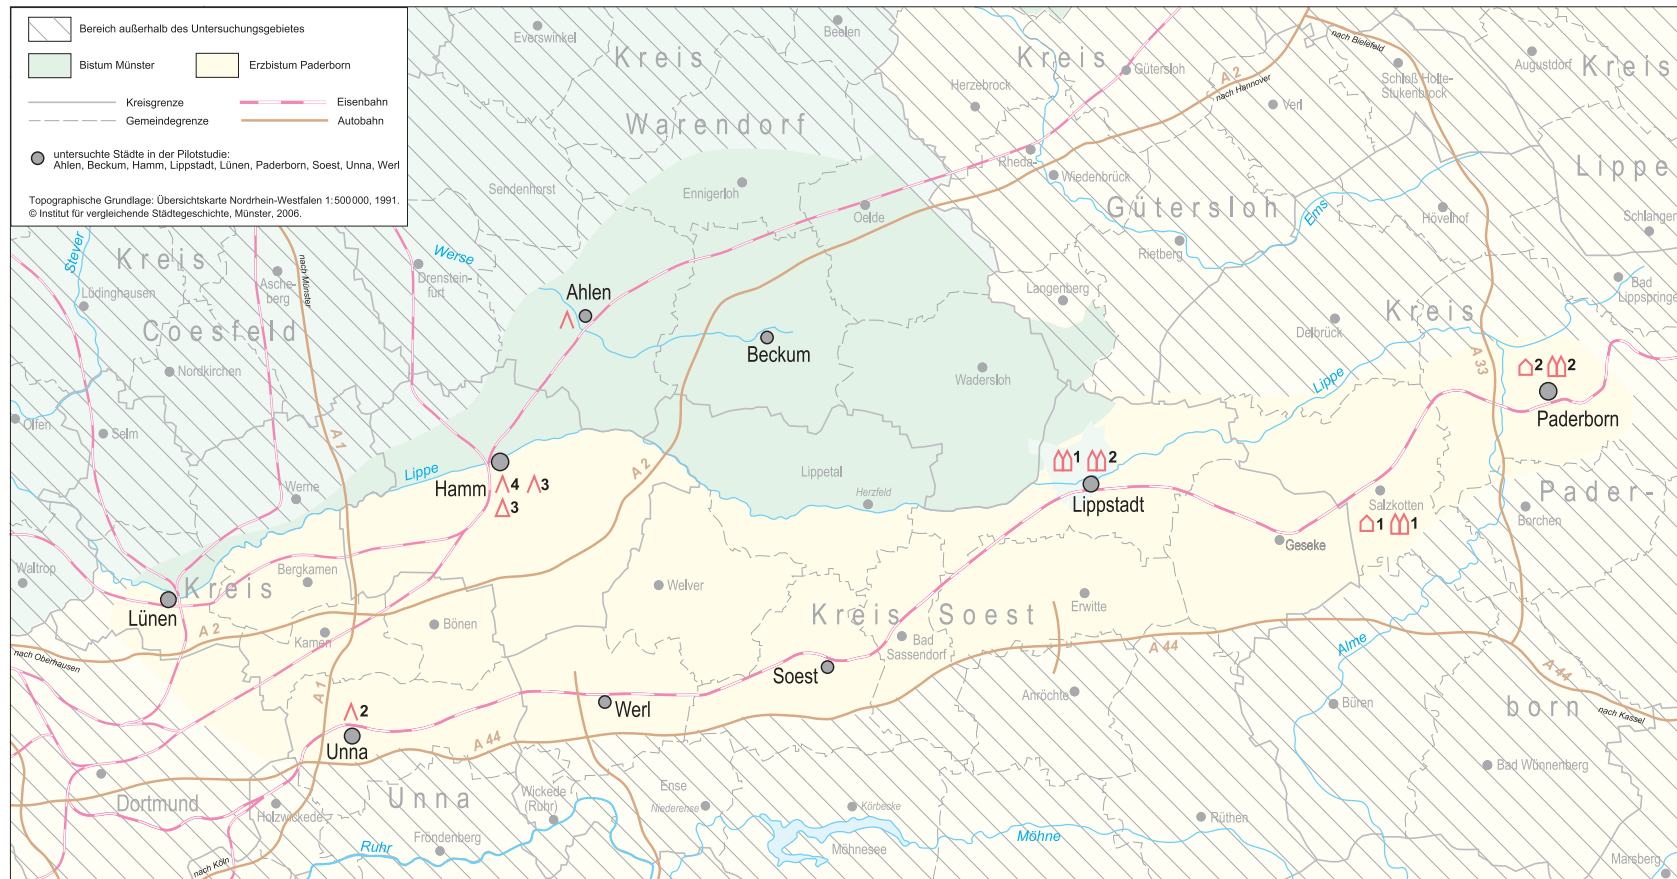 Bereich außerhalb des Untersuchungsgebietes
Bistum Münster
Erzbistum Paderborn
Kreisgrenze
Eisenbahn
Gemeindegrenze
Autobahn
untersuchte Städte in der Pilotstudie:
Ahlen, Beckum, Hamm, Lippstadt, Lünen, Paderborn, Soest, Unna, Werl
Topographische Grundlage: Übersichtskarte Nordrhein-Westfalen 1:500000, 1991.
© Institut für vergleichende Städtegeschichte, Münster, 2006.
Everswinkel
Beelen
Kreis
Warendorf
Kreis
Gütersloh
Gütersloh
Herzebrock
A 2
nach Hannover
nach Bielefeld
Verl
Schloß Holte-
Stukenbrock
Augustdorf
Kreis
Lippe
Sendenhorst
Ennigerloh
Oelde
Rheda-
Wiedenbrück
Rietberg
Ems
Hövelhof
Schlangen
Bad
Lippspringe
Stever
Kreis
Coesfeld
Lüdinghausen
Asche-
berg
nach Münster
Drenstein-
furt
Werse
Ahlen
Beckum
Langenberg
Wadersloh
Delbrück
Kreis
A 33
Lippe
2
2
Paderborn
Nordkirchen
Olfen
Selm
A 1
Lippe
Werne
Hamm
4
3
3
A 2
Lippetal
Herzfeld
1
2
Lippstadt
Salzkotten
1
1
Pader-
born
Borchen
Geseke
Waltrop
Kreis
Lünen
Bergkamen
Kamen
Bönen
A 2
nach Oberhausen
Welver
Kreis Soest
Erwitte
Bad
Sassendorf
Soest
Werl
A 1
2
Unna
A 44
A 44
Alme
A 44
nach Kassel
Anröchte
Büren
Bad Wünnenberg
Dortmund
Holzwickede
Unna
Wickede
(Ruhr)
Fröndenberg
Ruhr
nach Köln
Ense
Niederense
Körbecke
Möhnesee
Möhne
Rüthen
Marsberg